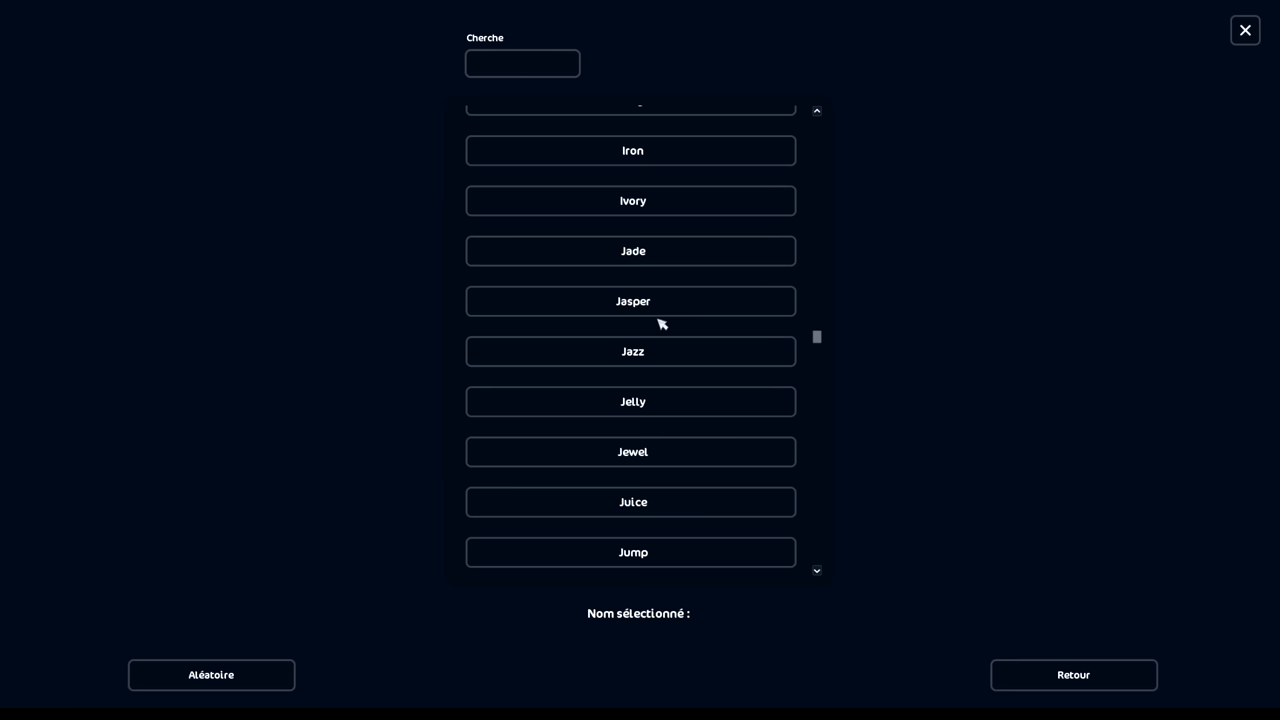 Cherche
Iron
Ivory
Jade
Jasper
Jazz
Jelly
Jewel
Juice
Jump
Nom sélectionné :
Aléatoire
Retour